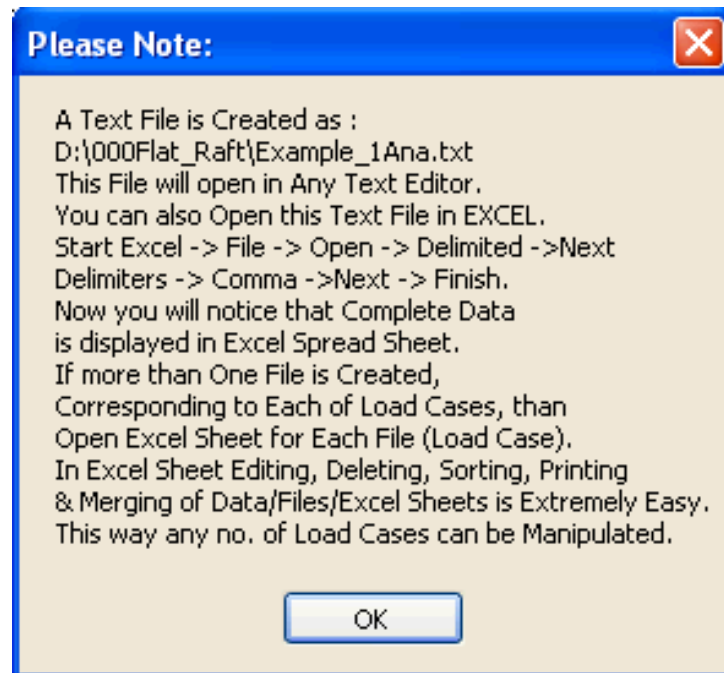 Please Note:
A Text File is Created as :
D:\000Flat_Raft\Example_1Ana.txt
This File will open in Any Text Editor.
You can also Open this Text File in EXCEL.
Start Excel -> File -> Open -> Delimited ->Next
Delimiters -> Comma ->Next -> Finish.
Now you will notice that Complete Data
is displayed in Excel Spread Sheet.
If more than One File is Created,
Corresponding to Each of Load Cases, than
Open Excel Sheet for Each File (Load Case).
In Excel Sheet Editing, Deleting, Sorting, Printing
& Merging of Data/Files/Excel Sheets is Extremely Easy.
This way any no. of Load Cases can be Manipulated.
OK